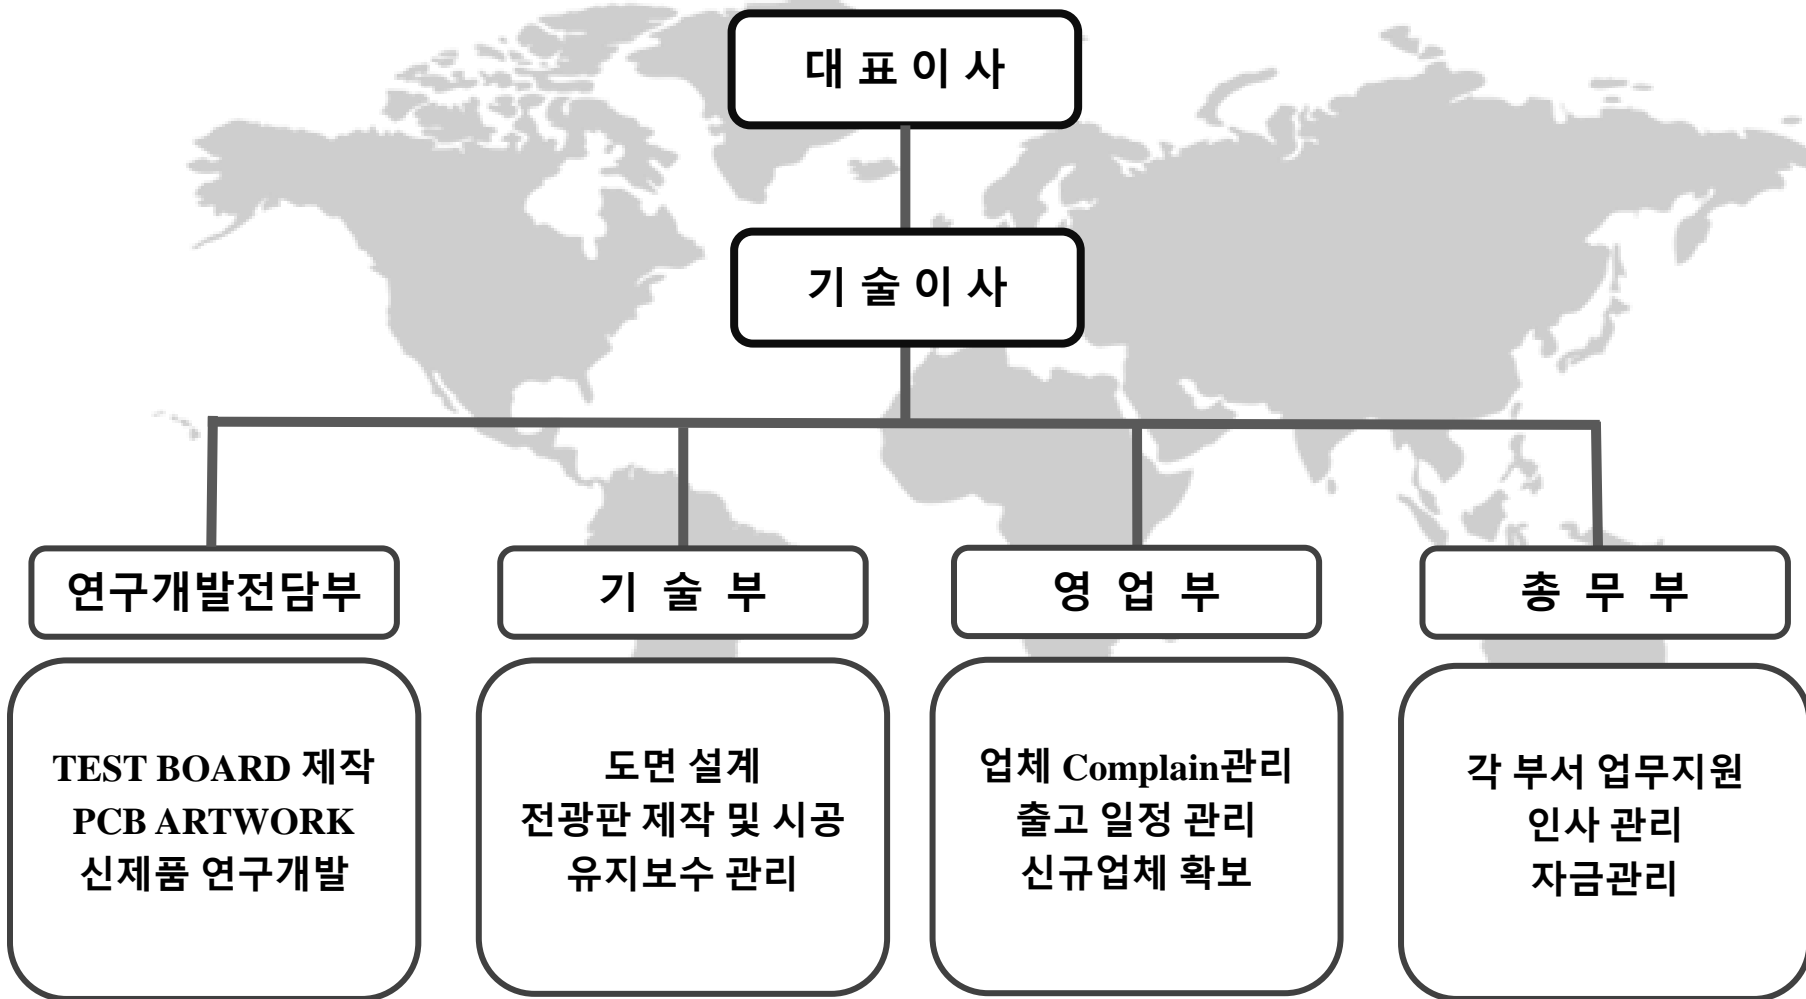 대 표 이 사
기 술 이 사
연구개발전담부
기 술 부
영 업 부
총 무 부
TEST BOARD 제작
PCB ARTWORK
신제품 연구개발
도면 설계
전광판 제작 및 시공
유지보수 관리
업체 Complain관리
출고 일정 관리
신규업체 확보
각 부서 업무지원
인사 관리
자금관리